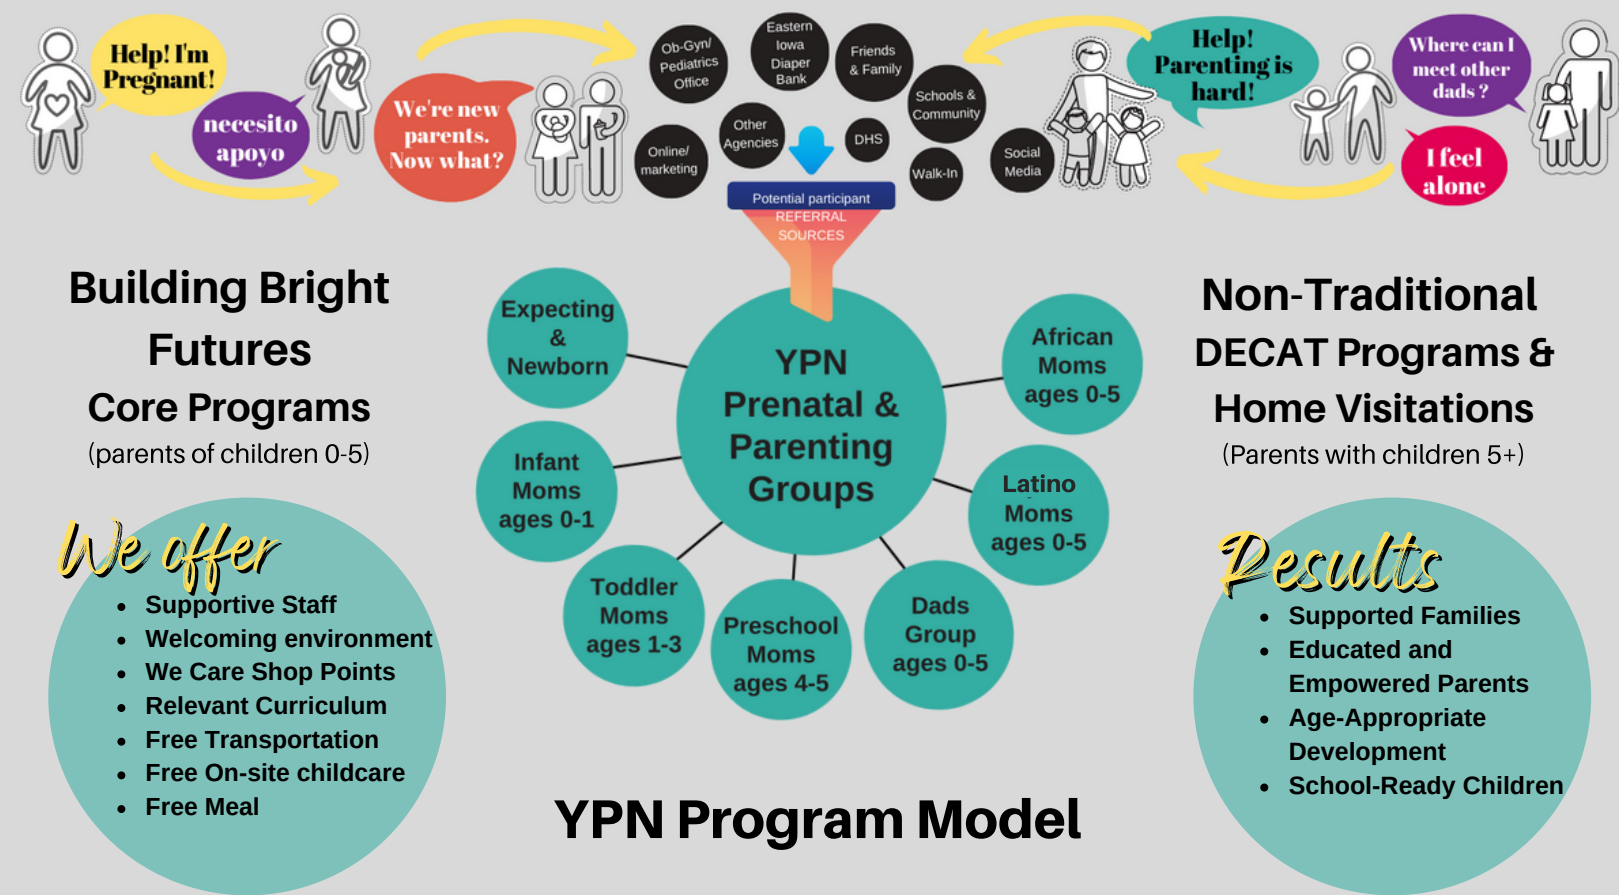 Help! I'm
Pregnant!
necesito
apoyo
We're new
parents.
Now what?
Ob-Gyn/
Pediatrics
Office
Eastern
Iowa
Diaper
Bank
Friends
& Family
Schools &
Community
Online/
marketing
Other
Agencies
DHS
Walk-In
Social
Media
Help!
Parenting is
hard!
Where can I
meet other
dads ?
I feel
alone
Potential participant
REFERRAL
SOURCES
Building Bright
Futures
Core Programs
(parents of children 0-5)
We offer
• Supportive Staff
• Welcoming environment
• We Care Shop Points
• Relevant Curriculum
• Free Transportation
• Free On-site childcare
• Free Meal
YPN
Prenatal &
Parenting
Groups
Expecting
&
Newborn
Infant
Moms
ages 0-1
Toddler
Moms
ages 1-3
Preschool
Moms
ages 4-5
Dads
Group
ages 0-5
Latino
Moms
ages 0-5
African
Moms
ages 0-5
Non-Traditional
DECAT Programs &
Home Visitations
(Parents with children 5+)
Results
• Supported Families
• Educated and
Empowered Parents
• Age-Appropriate
Development
• School-Ready Children
YPN Program Model